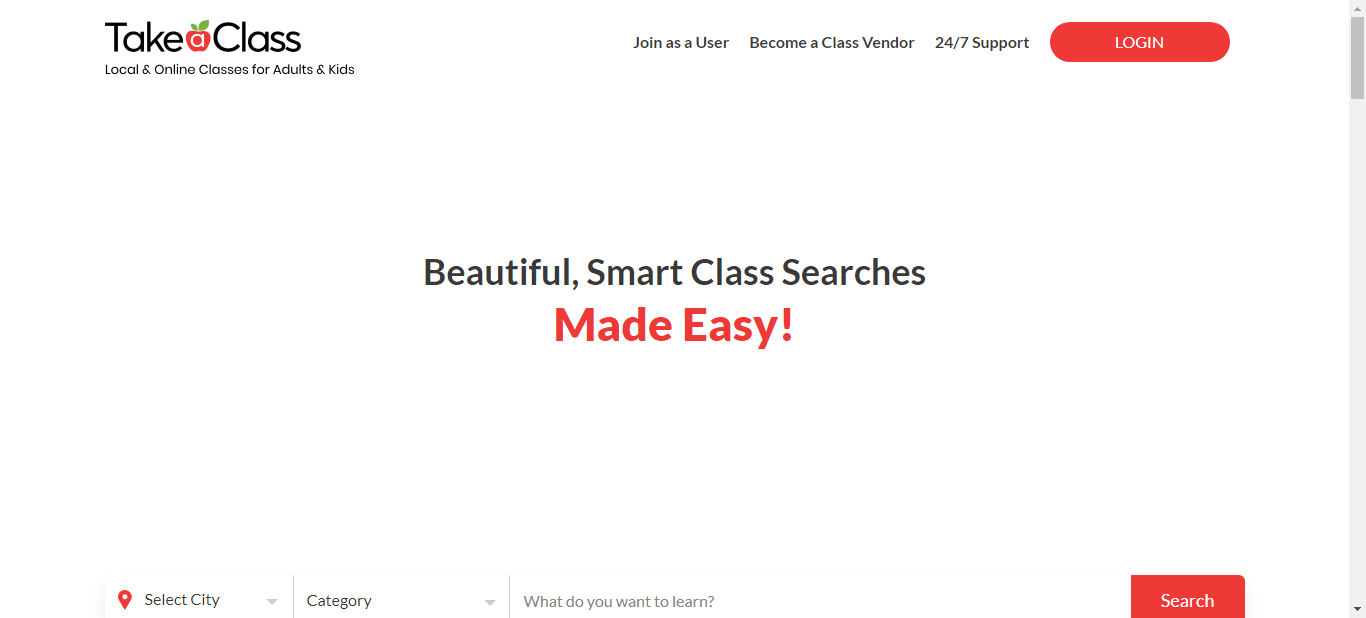 TakeaClass
Local & Online Classes for Adults & Kids
Join as a User
Become a Class Vendor
24/7 Support
LOGIN
Beautiful, Smart Class Searches
Made Easy!
Select City
Category
What do you want to learn?
Search